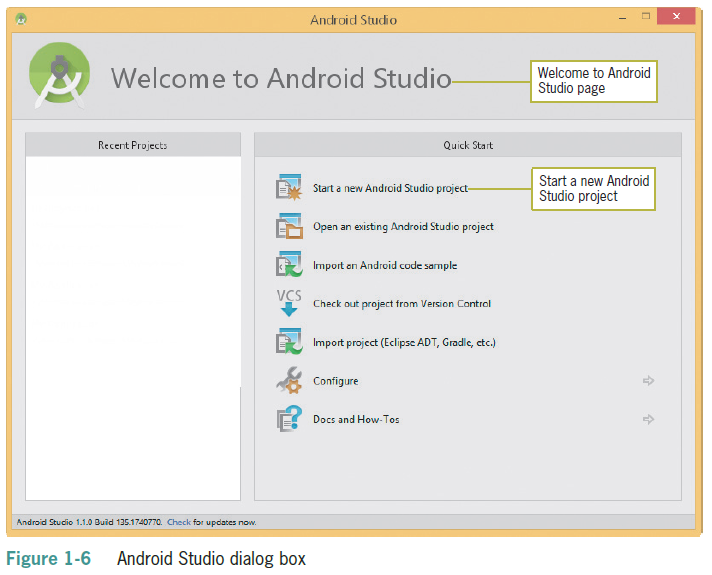 Android Studio
Welcome to Android Studio
Welcome to Android
Studio page
Recent Projects
Quick Start
Start a new Android Studio project
Start a new Android
Studio project
Open an existing Android Studio project
Import an Android code sample
VCS
Check out project from Version Control
Import project (Eclipse ADT, Gradle, etc.)
Configure
Docs and How-Tos
Android Studio 1.1.0 Build 135.1740770. Check for updates now.
Figure 1-6 Android Studio dialog box